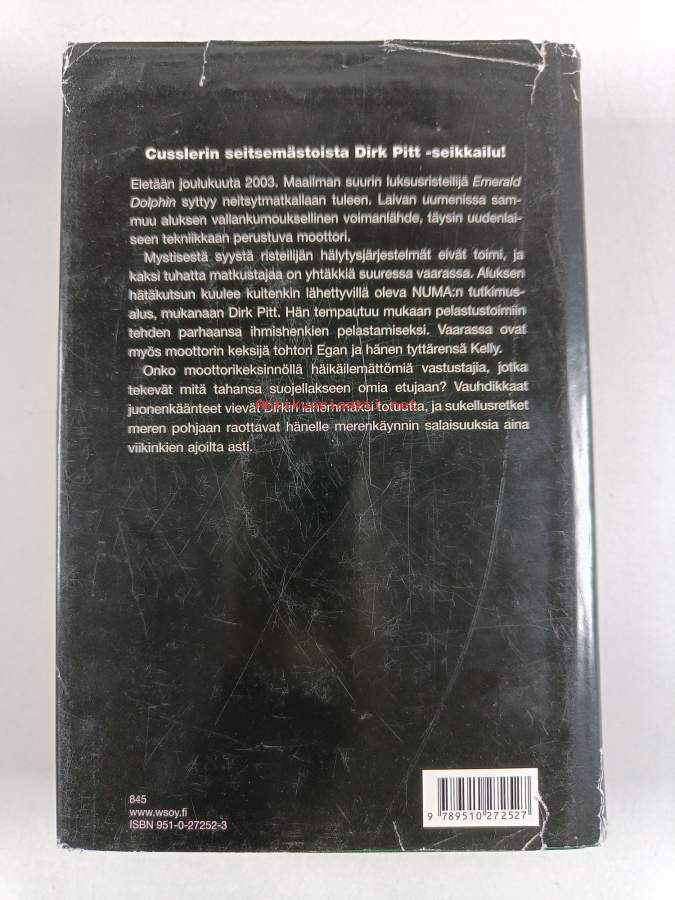 Cusslerin seitsemästoista Dirk Pitt -seikkailu!
Eletään joulukuuta 2003. Maailman suurin luksusristeilijä Emerald
Dolphin syttyy neitsytmatkallaan tuleen. Laivan uumenissa sam-
muu aluksen vallankumouksellinen voimanlähde, täysin uudenlai-
seen tekniikkaan perustuva moottori.
Mystisestä syystä risteilijän hälytysjärjestelmät eivät toimi, ja
kaksi tuhatta matkustajaa on yhtäkkiä suuressa vaarassa. Aluksen
hätäkutsun kuulee kuitenkin lähettyvillä oleva NUMA:n tutkimus-
alus, mukanaan Dirk Pitt. Hän tempautuu mukaan pelastustoimiin
tehden parhaansa ihmishenkien pelastamiseksi. Vaarassa ovat
myös moottorin keksijä tohtori Egan ja hänen tyttärensä Kelly.
Onko moottorikeksinnöllä häikäilemättömiä vastustajia, jotka
tekevät mitä tahansa suojellakseen omia etujaan? Vauhdikkaat
juonenkäänteet vievät totuutta, ja sukellusretket
Antikvariaatti.net
meren pohjaan raottavat hänelle merenkäynnin salaisuuksia aina
viikinkien ajoilta asti.
845
www.wsoy.fi
ISBN 951-0-27252-3
9 789510 272527